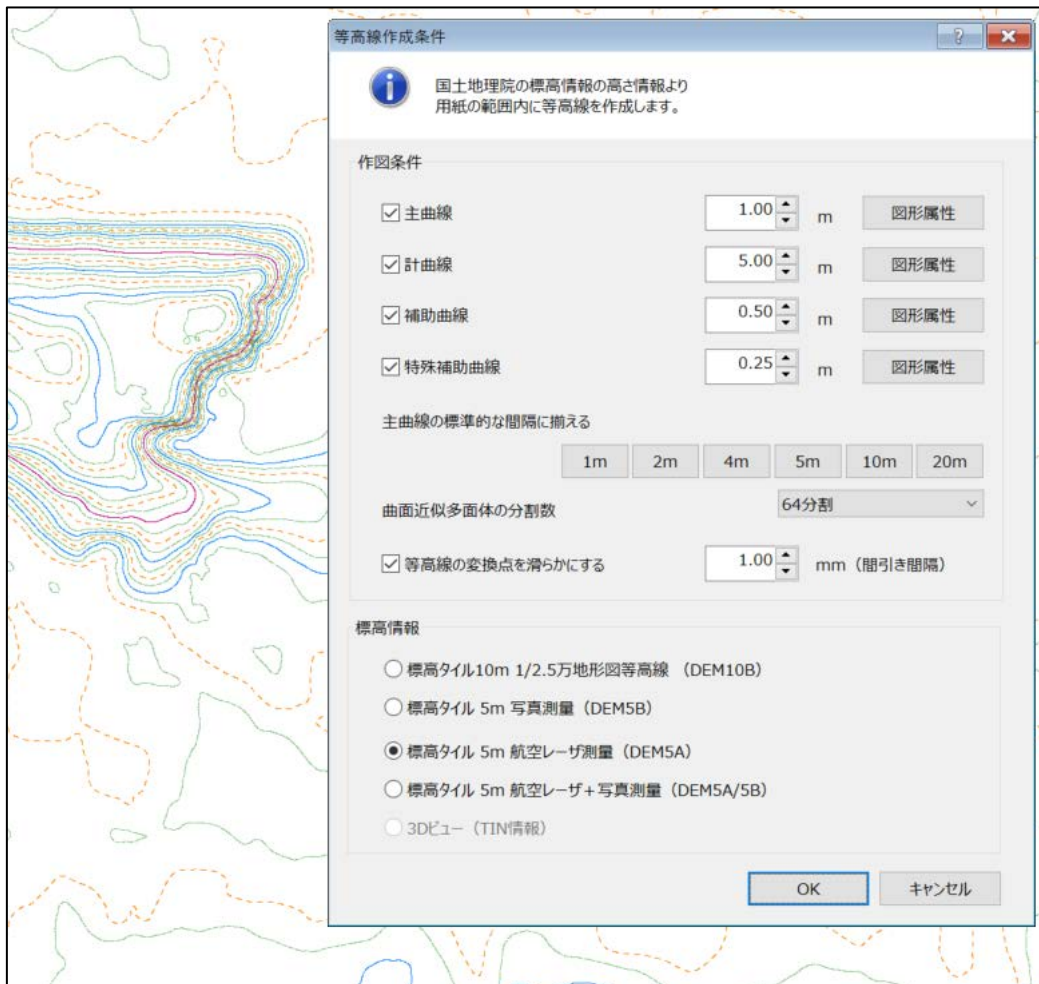 等高線作成条件
国土地理院の標高情報の高さ情報より
用紙の範囲内に等高線を作成します。
作図条件
主曲線 1.00 m 図形属性
計曲線 5.00 m 図形属性
補助曲線 0.50 m 図形属性
特殊補助曲線 0.25 m 図形属性
主曲線の標準的な間隔に揃える
1m 2m 4m 5m 10m 20m
曲面近似多面体の分割数 64分割
等高線の変換点を滑らかにする 1.00 mm（間引き間隔）
標高情報
標高タイル10m 1/2.5万地形図等高線 （DEM10B）
標高タイル 5m 写真測量（DEM5B）
標高タイル 5m 航空レーザ測量（DEM5A）
標高タイル 5m 航空レーザ+写真測量（DEM5A/5B）
3Dビュー（TIN情報）
OK キャンセル